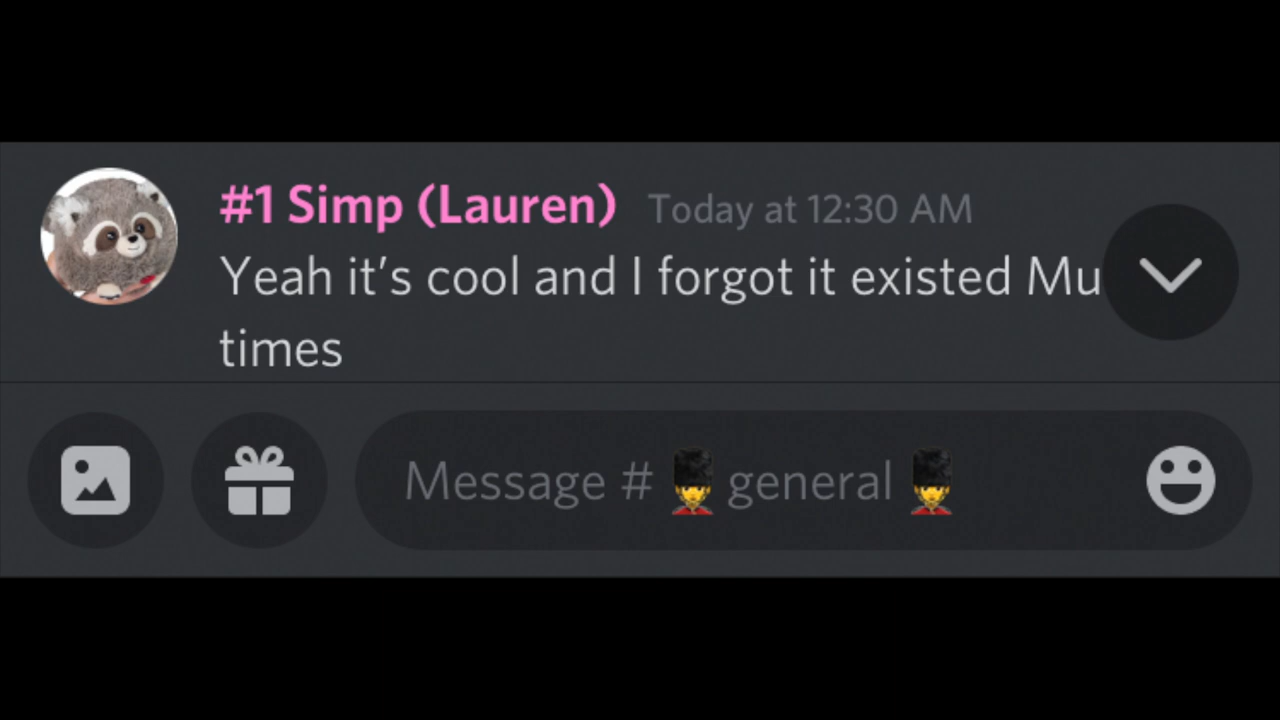 #1 Simp (Lauren) Today at 12:30 AM
Yeah it’s cool and I forgot it existed Mu
times
Message # 💂 general 💂